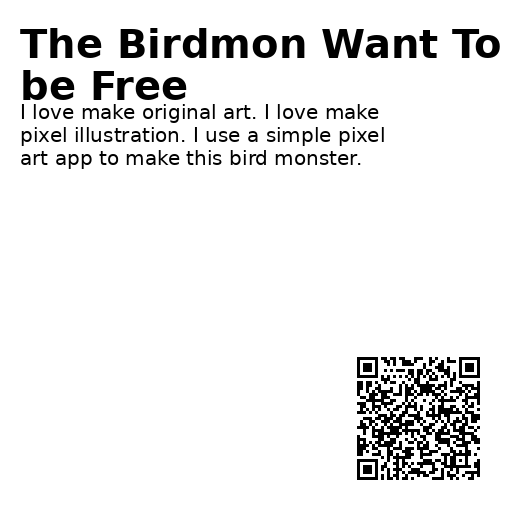 The Birdmon Want To
be Free
I love make original art. I love make
pixel illustration. I use a simple pixel
art app to make this bird monster.